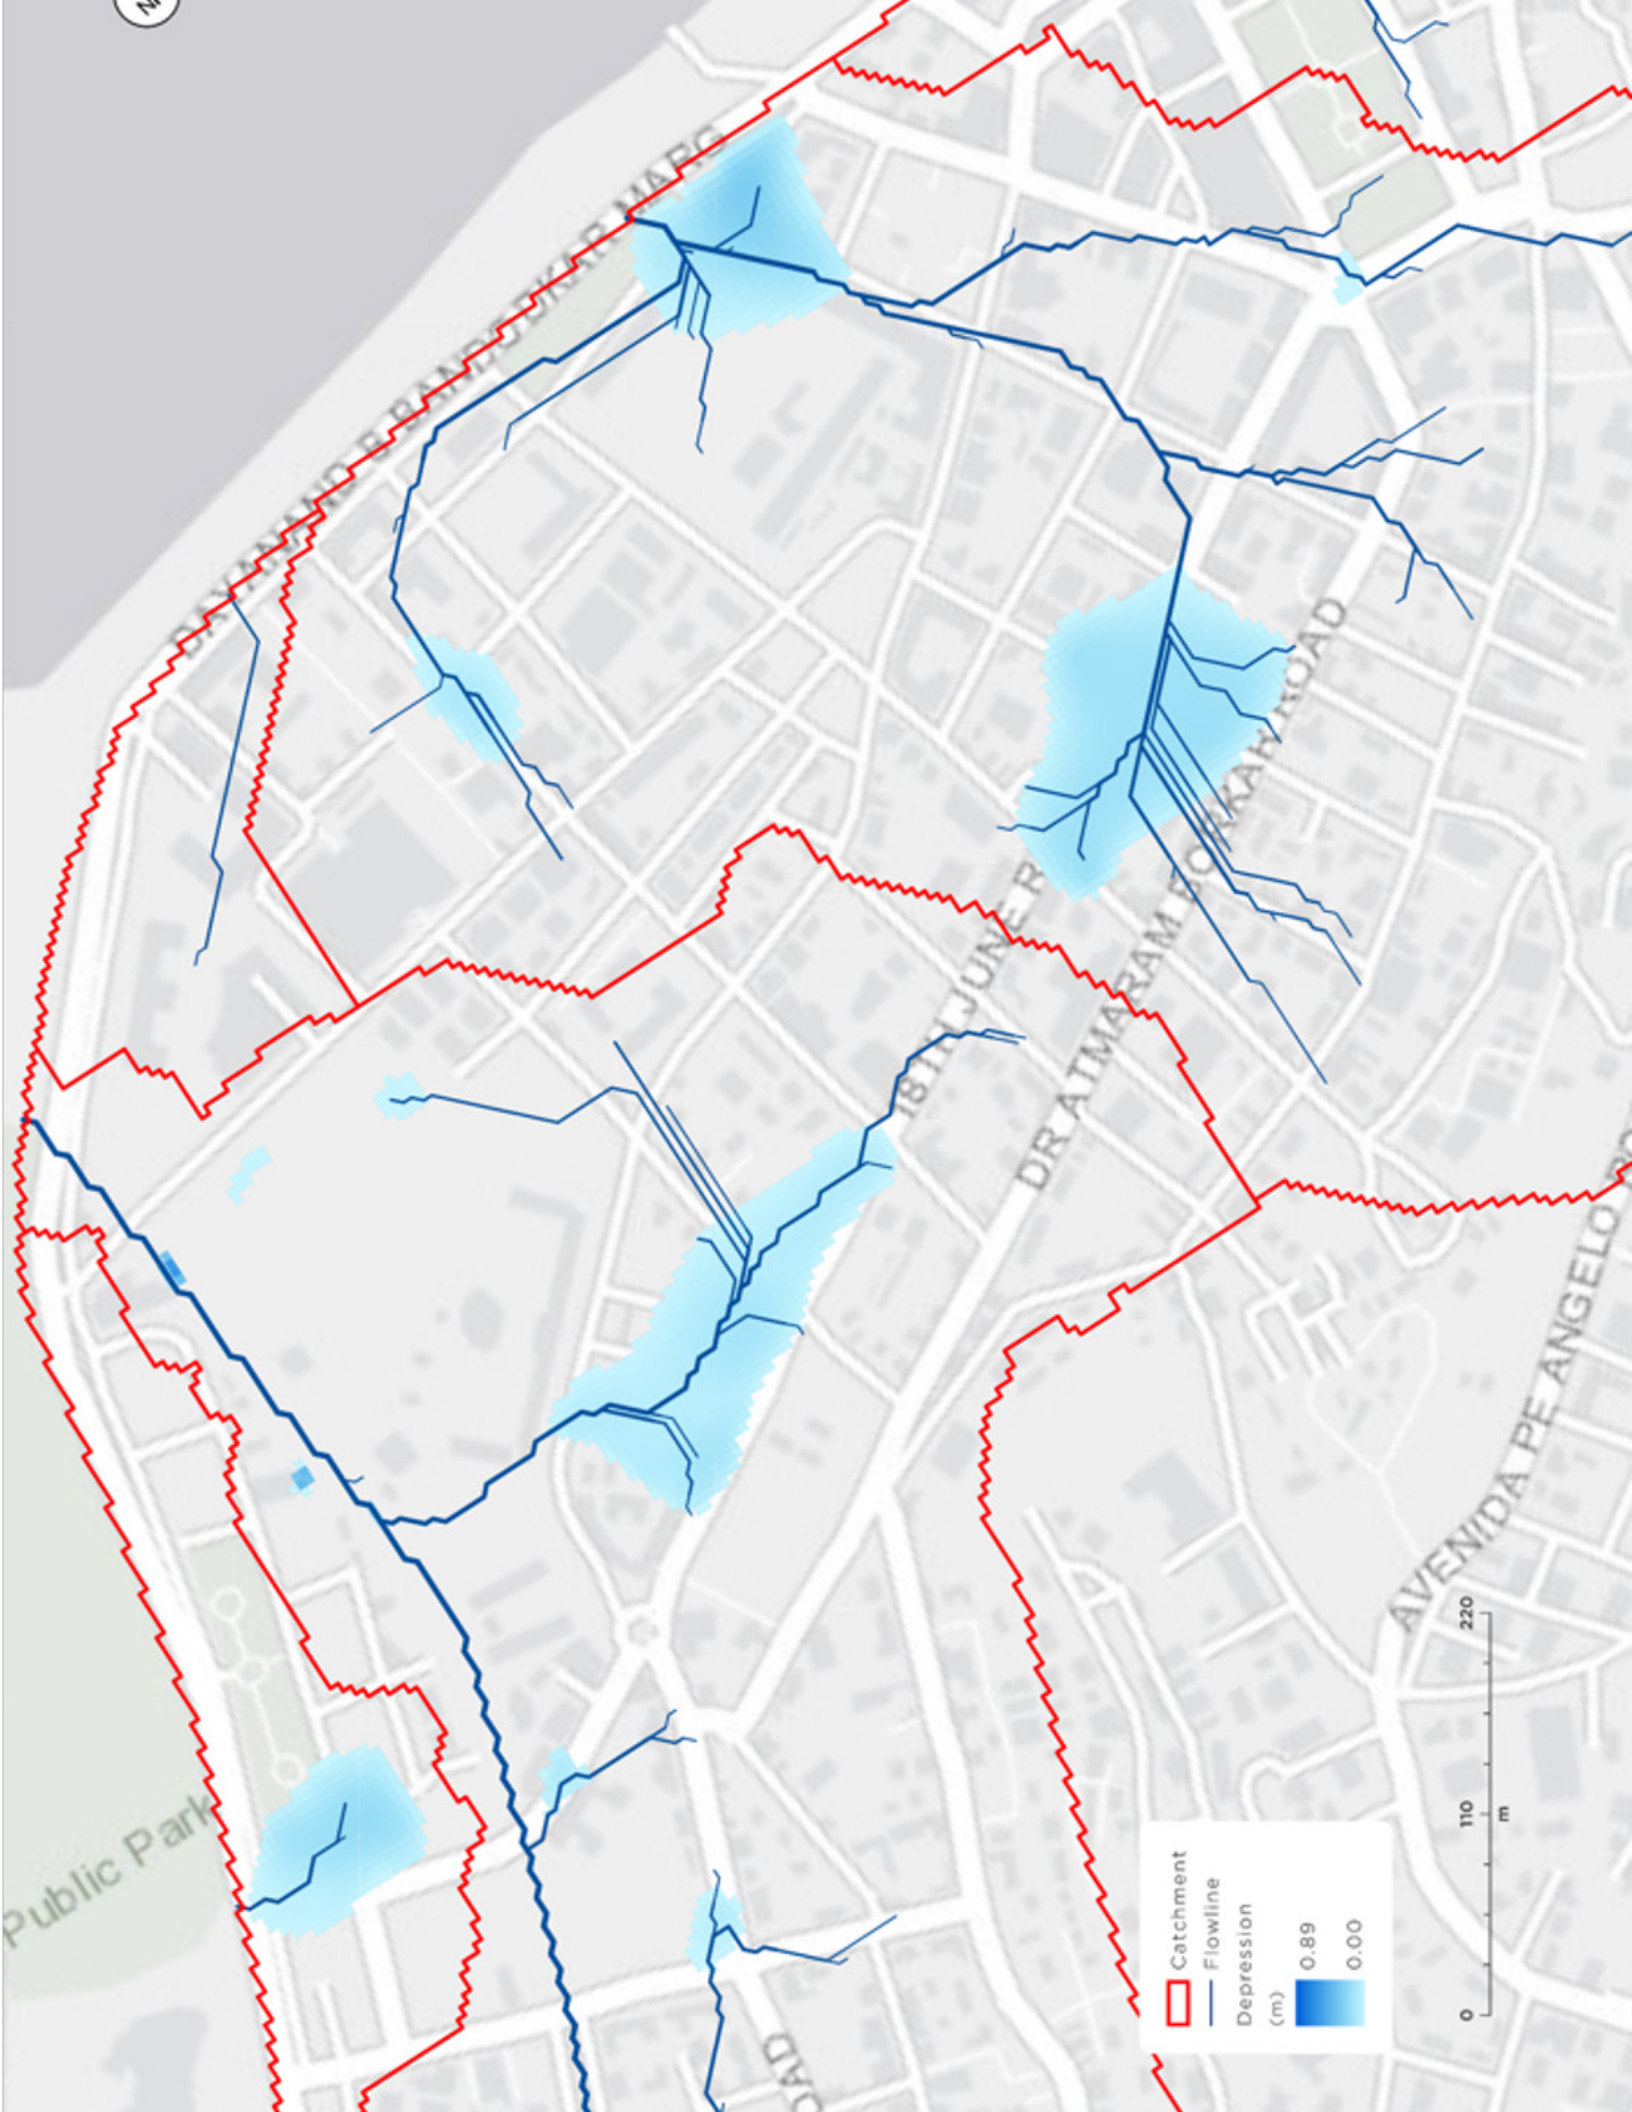 DAYANAND B BANDODKAR MARG
18TH JUNE R
DR ATMARAM BORKAR ROAD
AVENIDA PE ANGELO
Public Park
OAD
Catchment
Flowline
Depression
(m)
0.89
0.00
0 110 220
m